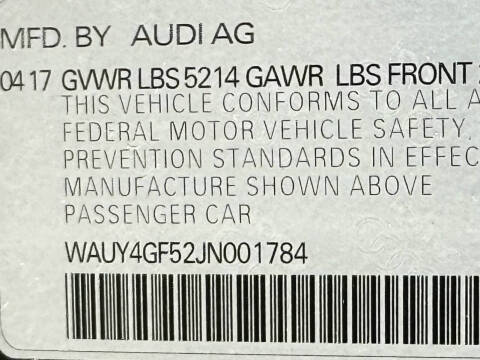 MFD. BY AUDI AG
04 17 GVWR LBS 5214 GAWR LBS FRONT
THIS VEHICLE CONFORMS TO ALL
FEDERAL MOTOR VEHICLE SAFETY,
PREVENTION STANDARDS IN EFFEC
MANUFACTURE SHOWN ABOVE
PASSENGER CAR
WAUY4GF52JN001784